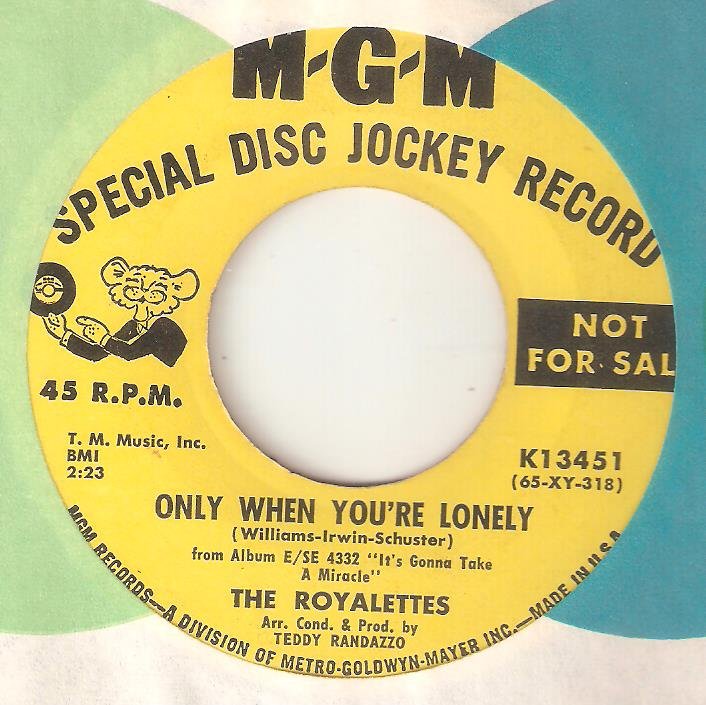 M-G-M
SPECIAL DISC JOCKEY RECORD
NOT
FOR SAL
45 R.P.M.
T. M. Music, Inc.
BMI
2:23
K13451
(65-XY-318)
ONLY WHEN YOU'RE LONELY
(Williams-Irwin-Schuster)
from Album E/SE 4332 "It's Gonna Take
A Miracle"
THE ROYALETTES
Arr. Cond. & Prod. by
TEDDY RANDAZZO
MGM RECORDS—A DIVISION OF METRO-GOLDWYN-MAYER INC.—MADE IN U.S.A.